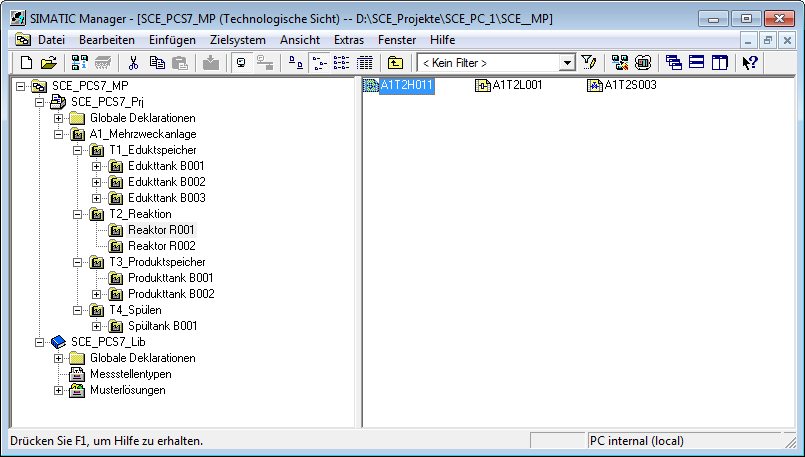 SIMATIC Manager - [SCE_PCS7_MP (Technologische Sicht) -- D:\SCE_Projekte\SCE_PC_1\SCE__MP]
Datei Bearbeiten Einfügen Zielsystem Ansicht Extras Fenster Hilfe
< Kein Filter >
SCE_PCS7_MP
SCE_PCS7_Prj
Globale Deklarationen
A1_Mehrzweckanlage
T1_Eduktspeicher
Edukttank B001
Edukttank B002
Edukttank B003
T2_Reaktion
Reaktor R001
Reaktor R002
T3_Produktspeicher
Produkttank B001
Produkttank B002
T4_Spülen
Spültank B001
SCE_PCS7_Lib
Globale Deklarationen
Messstellentypen
Musterlösungen
A1T2H011 A1T2L001 A1T2S003
Drücken Sie F1, um Hilfe zu erhalten. PC internal (local)